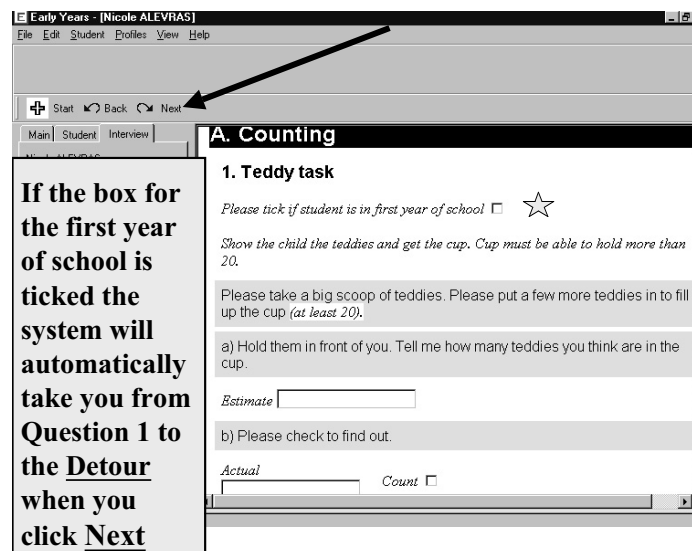 Early Years - [Nicole ALEVRAS]
File Edit Student Profiles View Help
Start Back Next
Main Student Interview
Nicole ALEVRAS
A. Counting
1. Teddy task
Please tick if student is in first year of school
Show the child the teddies and get the cup. Cup must be able to hold more than
20.
Please take a big scoop of teddies. Please put a few more teddies in to fill
up the cup (at least 20).
a) Hold them in front of you. Tell me how many teddies you think are in the
cup.
Estimate
b) Please check to find out.
Actual
Count
If the box for
the first year
of school is
ticked the
system will
automatically
take you from
Question 1 to
the Detour
when you
click Next